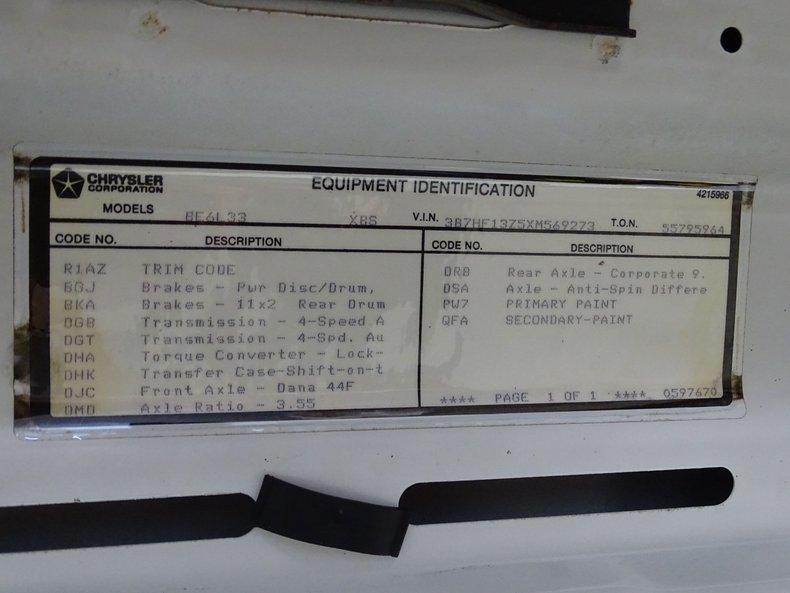 CHRYSLER
CORPORATION
EQUIPMENT IDENTIFICATION
4215966
MODELS BE6L33 XBS V.I.N. 3B7HF13Z5XM569273 T.O.N. 55795964
CODE NO. DESCRIPTION
R1AZ TRIM CODE
BGJ Brakes - Pwr Disc/Drum,
BKA Brakes - 11x2 Rear Drum
DGB Transmission - 4-Speed A
DGT Transmission - 4-Spd. Au
DHA Torque Converter - Lock-
DHK Transfer Case-Shift-on-t
DJC Front Axle - Dana 44F
DMD Axle Ratio - 3.55
CODE NO. DESCRIPTION
DRB Rear Axle - Corporate 9.
DSA Axle - Anti-Spin Differe
PW7 PRIMARY PAINT
QFA SECONDARY-PAINT
**** PAGE 1 OF 1 **** 0597670